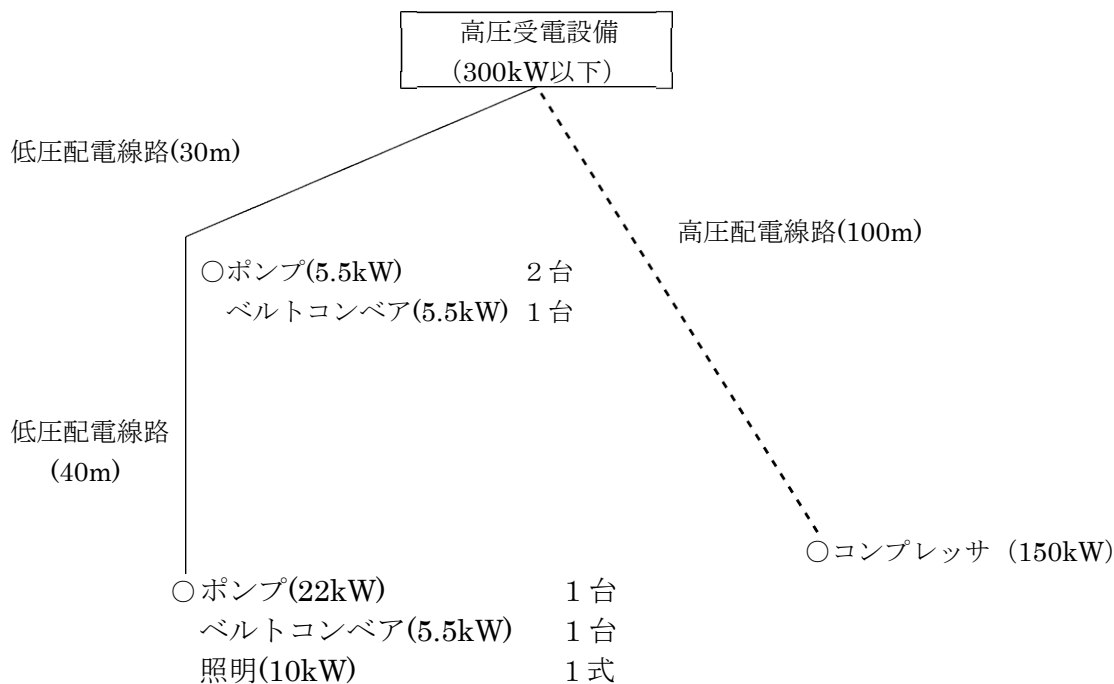 高圧受電設備
（300kW以下）
低圧配電線路(30m)
高圧配電線路(100m)
○ポンプ(5.5kW) ２台
ベルトコンベア(5.5kW) １台
低圧配電線路
(40m)
○コンプレッサ（150kW）
○ポンプ(22kW) １台
ベルトコンベア(5.5kW) １台
照明(10kW) １式